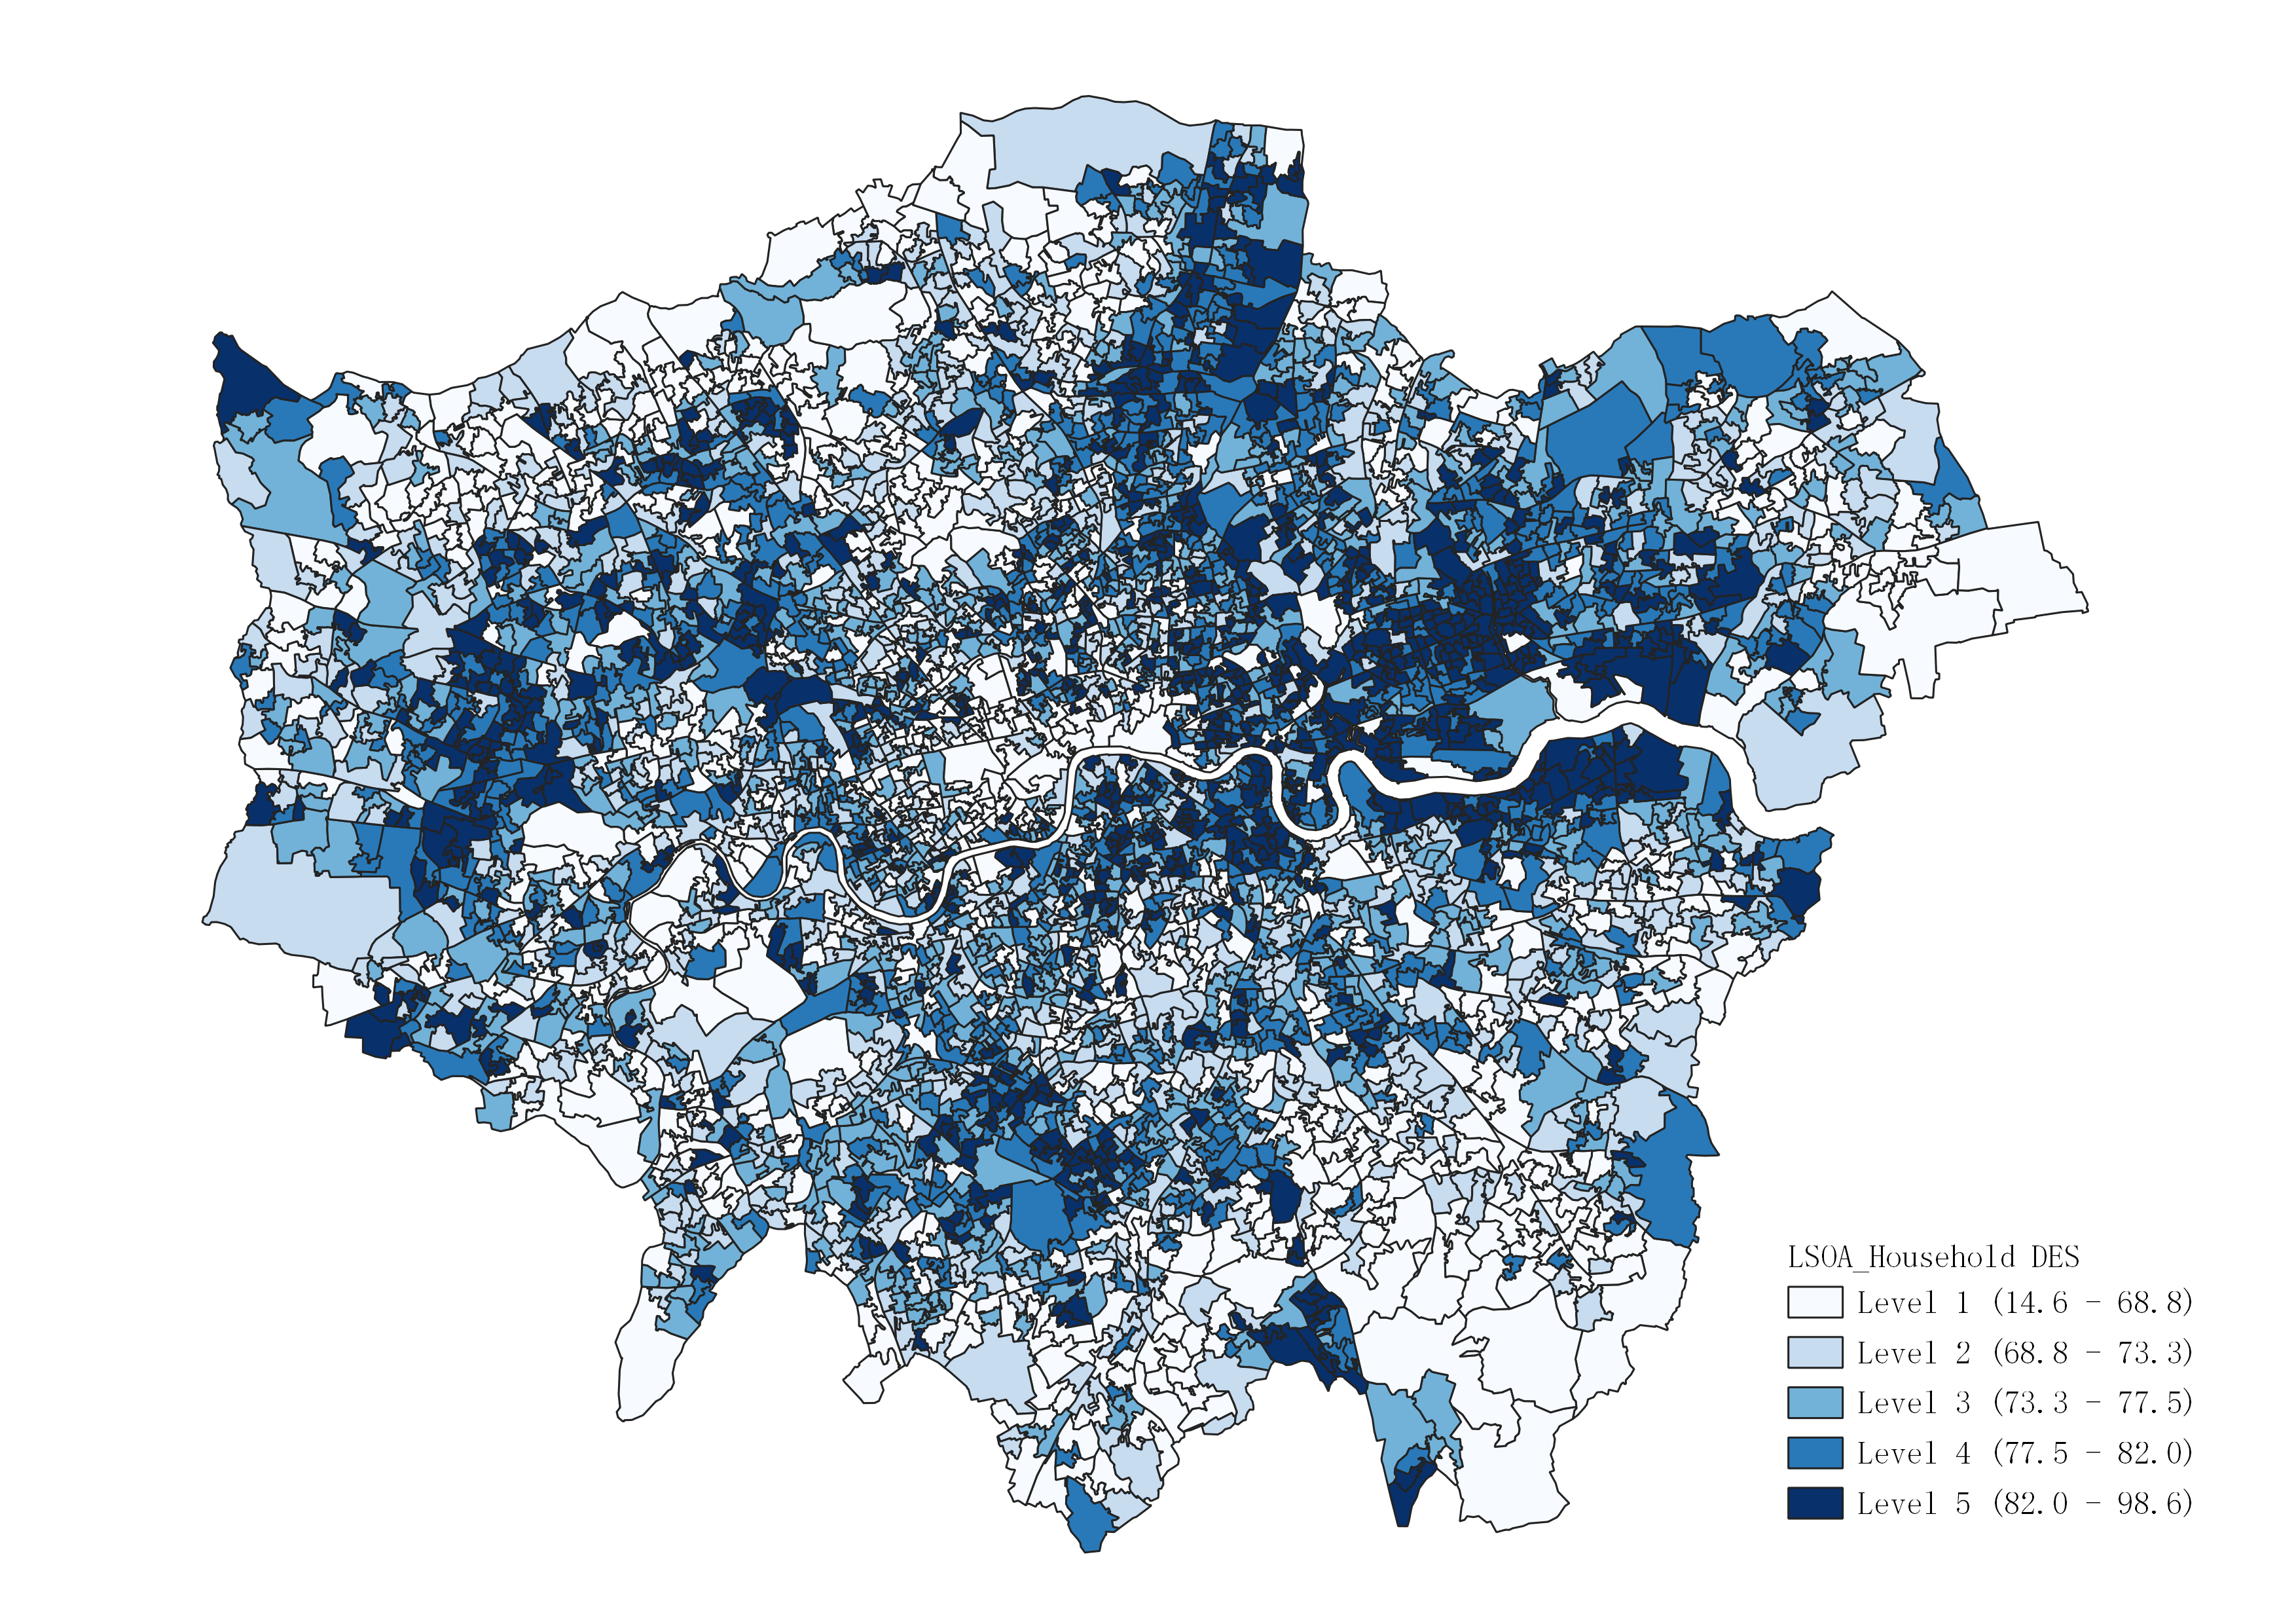 LSOA_Household DES
Level 1 (14.6 - 68.8)
Level 2 (68.8 - 73.3)
Level 3 (73.3 - 77.5)
Level 4 (77.5 - 82.0)
Level 5 (82.0 - 98.6)